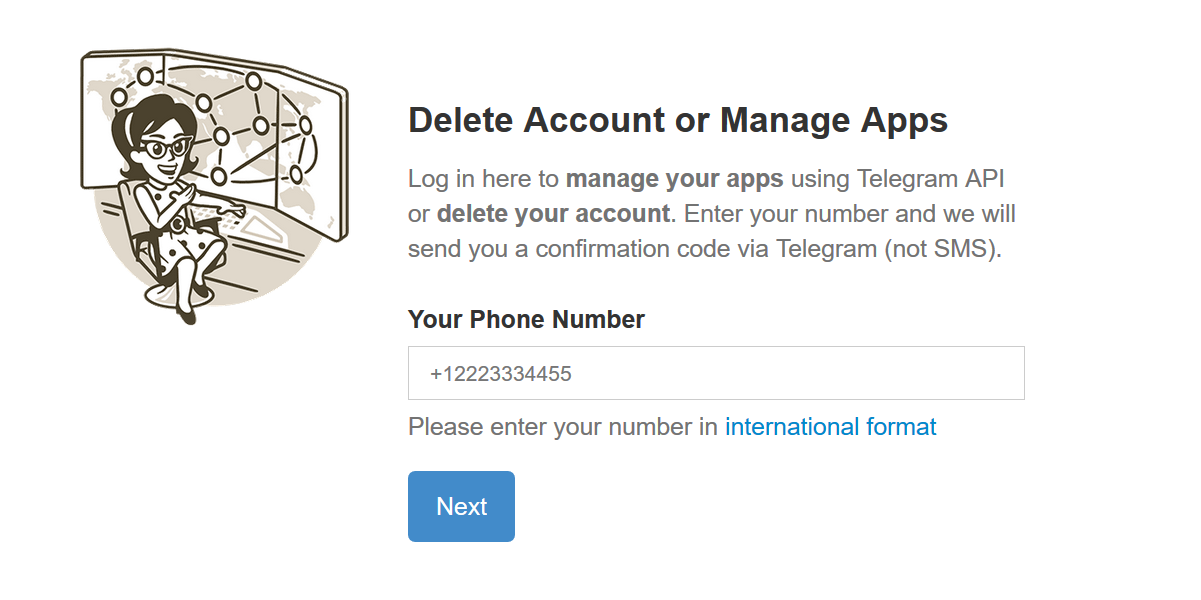 Delete Account or Manage Apps
Log in here to manage your apps using Telegram API
or delete your account. Enter your number and we will
send you a confirmation code via Telegram (not SMS).
Your Phone Number
+12223334455
Please enter your number in international format
Next